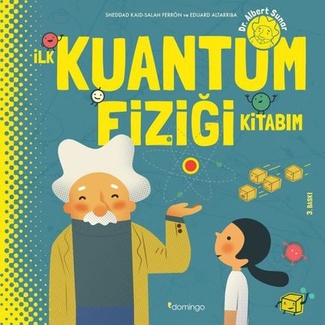 SHEDDAD KAID-SALAH FERRÓN ve EDUARD ALTARRIBA
Dr. Albert Sunar
İLK
KUANTUM
FİZİĞİ
KİTABIM
3. BASKI
domingo